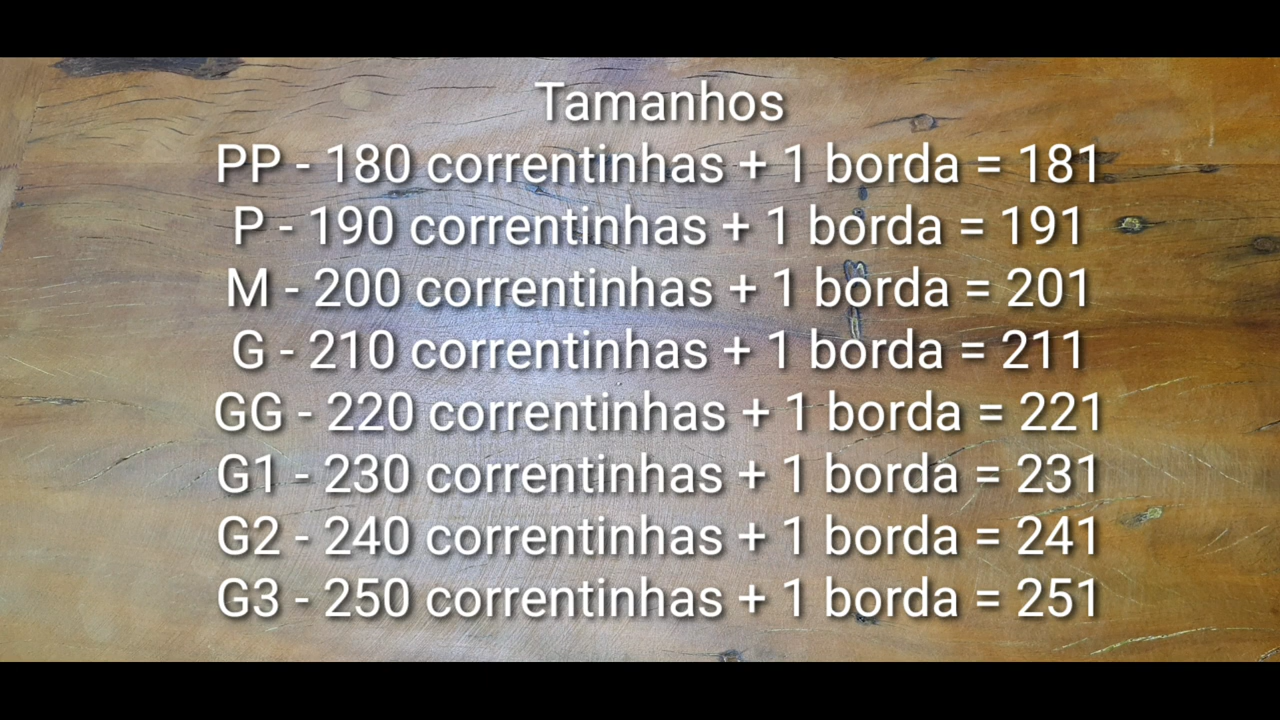 Tamanhos
PP - 180 correntinhas + 1 borda = 181
P - 190 correntinhas + 1 borda = 191
M - 200 correntinhas + 1 borda = 201
G - 210 correntinhas + 1 borda = 211
GG - 220 correntinhas + 1 borda = 221
G1 - 230 correntinhas + 1 borda = 231
G2 - 240 correntinhas + 1 borda = 241
G3 - 250 correntinhas + 1 borda = 251